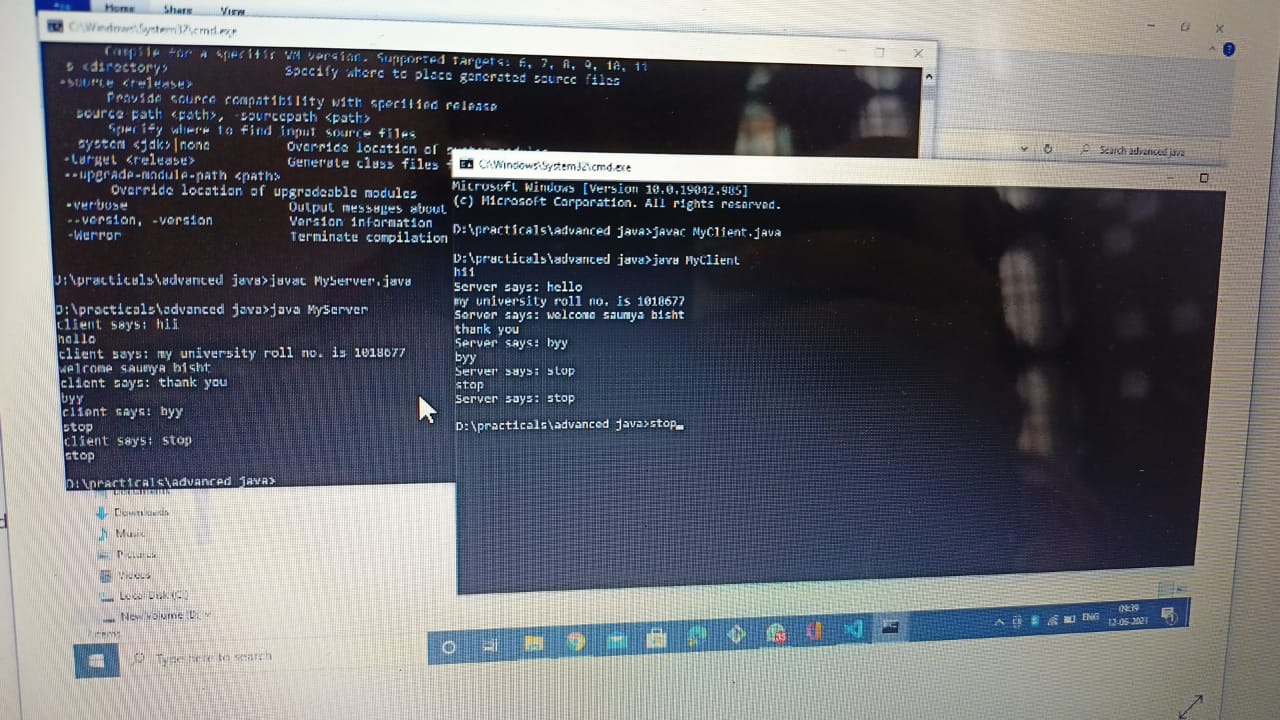 Home Share View
C:\Windows\System32\cmd.exe
Compile for a specific VM version. Supported targets: 6, 7, 8, 9, 10, 11
s <directory> Specify where to place generated source files
-source <release>
Provide source compatibility with specified release
source-path <path>, -sourcepath <path>
Specify where to find input source files
system <jdk>|none Override location of
-target <release> Generate class files
--upgrade-module-path <path>
Override location of upgradeable modules
-verbose Output messages about
--version, -version Version information
-Werror Terminate compilation
D:\practicals\advanced java>javac MyServer.java
D:\practicals\advanced java>java MyServer
client says: hii
hello
client says: my university roll no. is 1018677
welcome saumya bisht
client says: thank you
byy
client says: byy
stop
client says: stop
stop
D:\practicals\advanced java>
Search advanced java
C:\Windows\System32\cmd.exe
Microsoft Windows [Version 10.0.19042.985]
(c) Microsoft Corporation. All rights reserved.
D:\practicals\advanced java>javac MyClient.java
D:\practicals\advanced java>java MyClient
hii
Server says: hello
my university roll no. is 1018677
Server says: welcome saumya bisht
thank you
Server says: byy
byy
Server says: stop
stop
Server says: stop
D:\practicals\advanced java>stop
Documents
Downloads
Music
Pictures
Videos
Local Disk (C:)
New Volume (D:)
7 items
Type here to search
ENG
09:39
12-06-2021